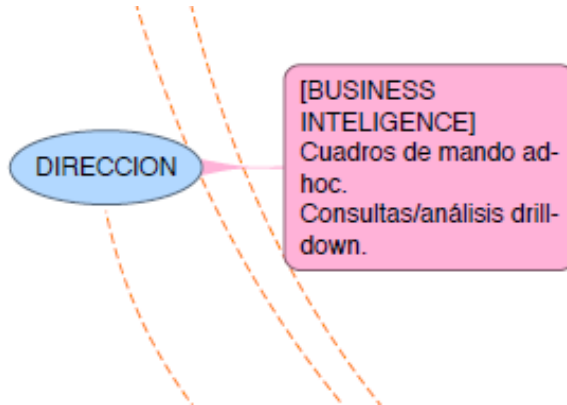 DIRECCION
[BUSINESS
INTELIGENCE]
Cuadros de mando ad-
hoc.
Consultas/análisis drill-
down.